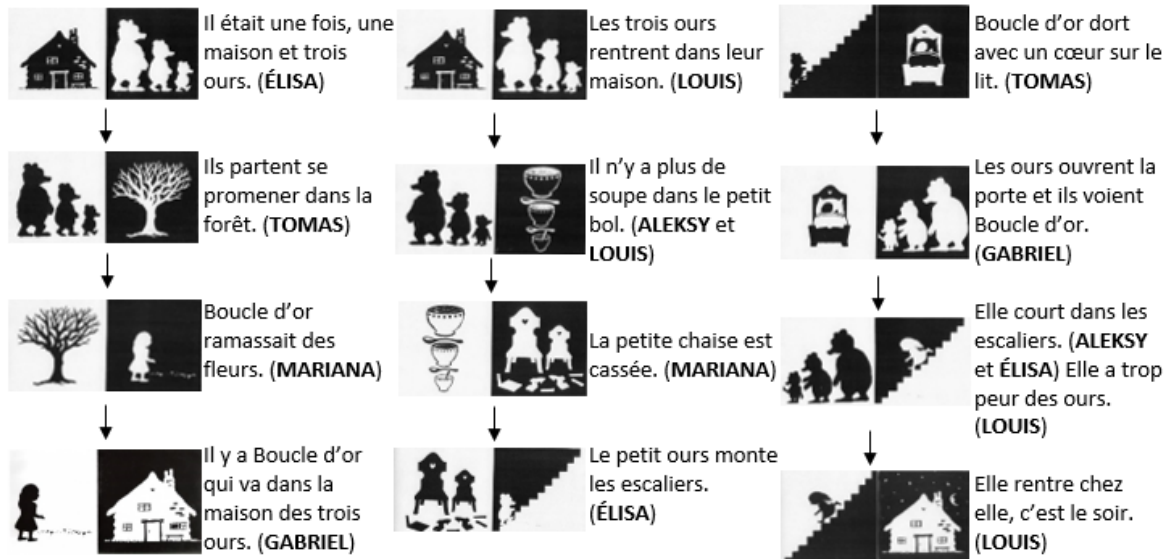 Il était une fois, une
maison et trois
ours. (ÉLISA)
Ils partent se
promener dans la
forêt. (TOMAS)
Boucle d'or
ramassait des
fleurs. (MARIANA)
Il y a Boucle d'or
qui va dans la
maison des trois
ours. (GABRIEL)
Les trois ours
rentrent dans leur
maison. (LOUIS)
Il n'y a plus de
soupe dans le petit
bol. (ALEKSY et
LOUIS)
La petite chaise est
cassée. (MARIANA)
Le petit ours monte
les escaliers.
(ÉLISA)
Boucle d'or dort
avec un cœur sur le
lit. (TOMAS)
Les ours ouvrent la
porte et ils voient
Boucle d'or.
(GABRIEL)
Elle court dans les
escaliers. (ALEKSY
et ÉLISA) Elle a trop
peur des ours.
(LOUIS)
Elle rentre chez
elle, c'est le soir.
(LOUIS)